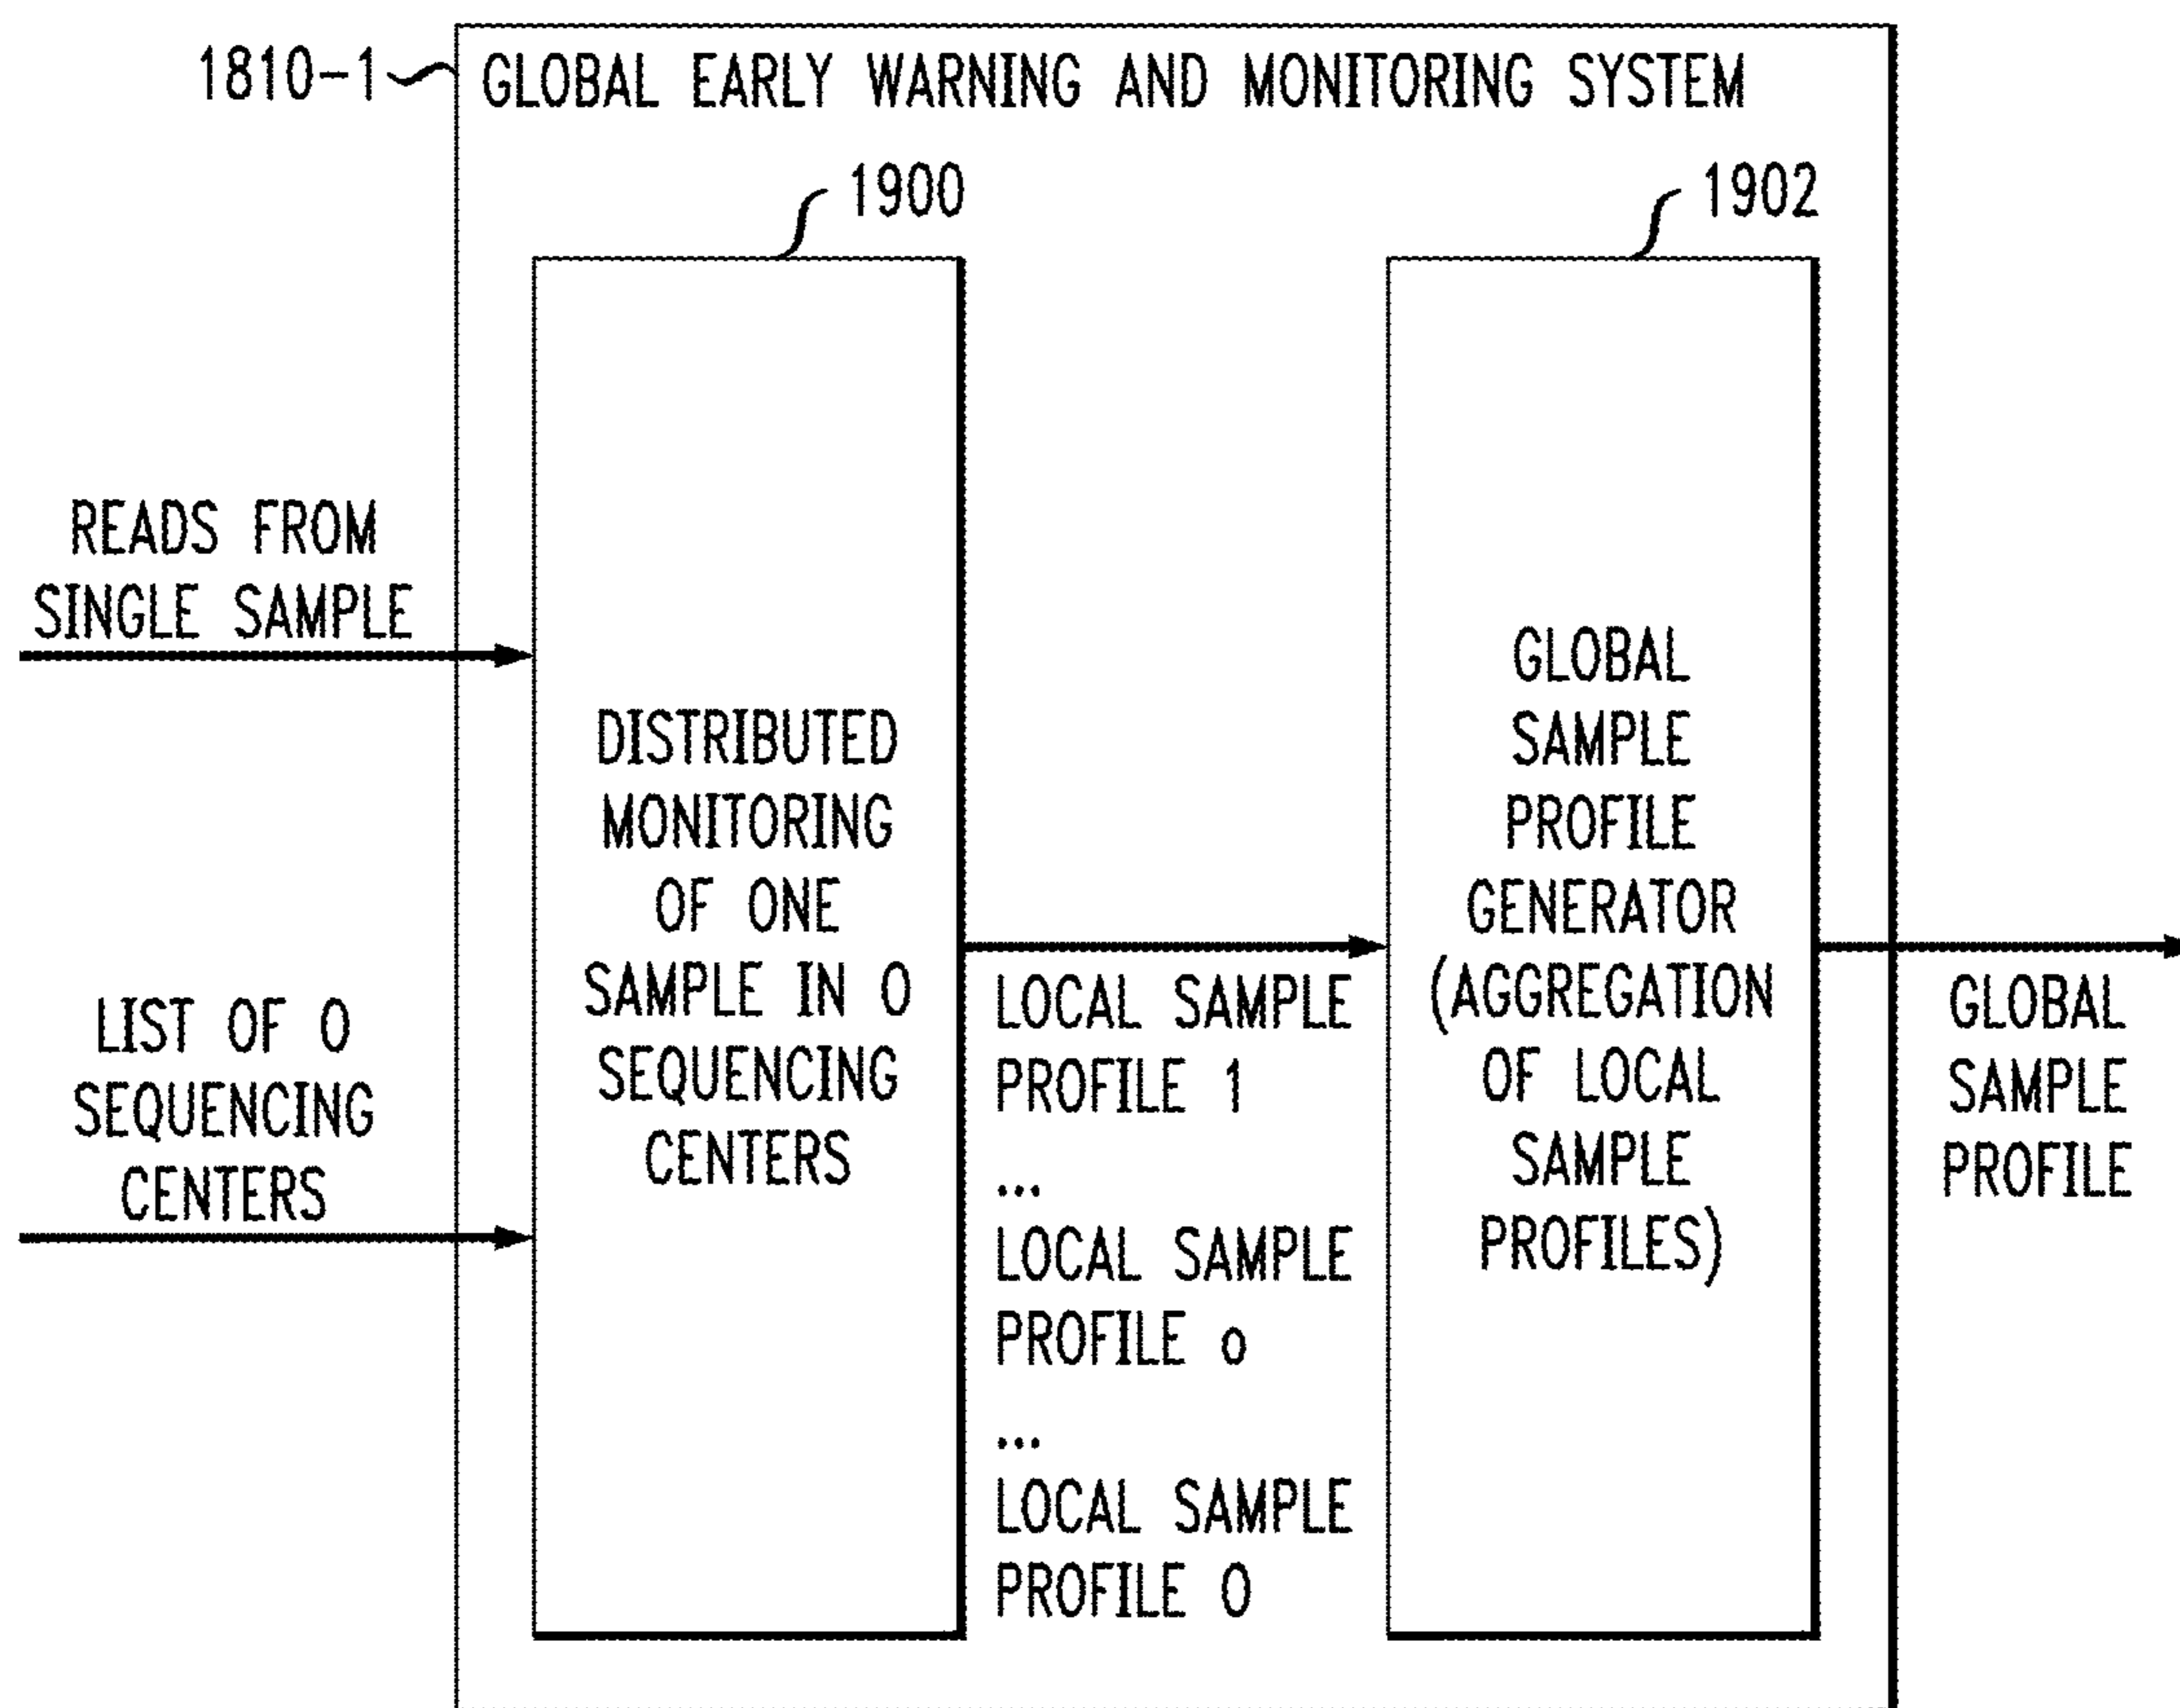 1810-1
GLOBAL EARLY WARNING AND MONITORING SYSTEM
1900
1902
READS FROM
SINGLE SAMPLE
LIST OF O
SEQUENCING
CENTERS
DISTRIBUTED
MONITORING
OF ONE
SAMPLE IN O
SEQUENCING
CENTERS
LOCAL SAMPLE
PROFILE 1
...
LOCAL SAMPLE
PROFILE o
...
LOCAL SAMPLE
PROFILE O
GLOBAL
SAMPLE
PROFILE
GENERATOR
(AGGREGATION
OF LOCAL
SAMPLE
PROFILES)
GLOBAL
SAMPLE
PROFILE